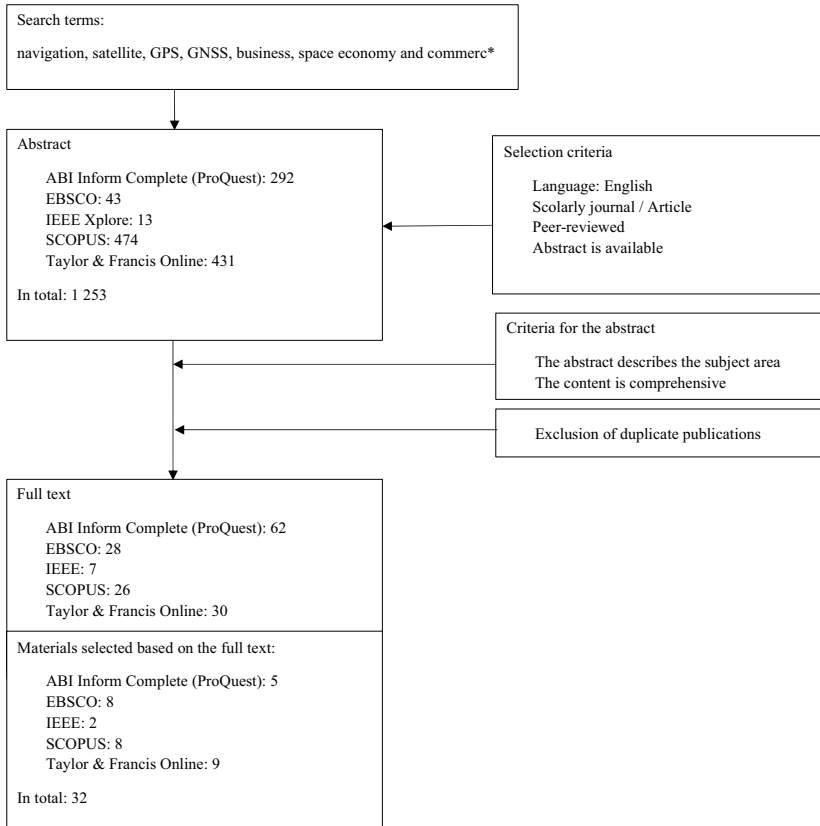 Search terms:
navigation, satellite, GPS, GNSS, business, space economy and commerc*
Abstract
ABI Inform Complete (ProQuest): 292
EBSCO: 43
IEEE Xplore: 13
SCOPUS: 474
Taylor & Francis Online: 431
In total: 1 253
Selection criteria
Language: English
Scolarly journal / Article
Peer-reviewed
Abstract is available
Criteria for the abstract
The abstract describes the subject area
The content is comprehensive
Exclusion of duplicate publications
Full text
ABI Inform Complete (ProQuest): 62
EBSCO: 28
IEEE: 7
SCOPUS: 26
Taylor & Francis Online: 30
Materials selected based on the full text:
ABI Inform Complete (ProQuest): 5
EBSCO: 8
IEEE: 2
SCOPUS: 8
Taylor & Francis Online: 9
In total: 32